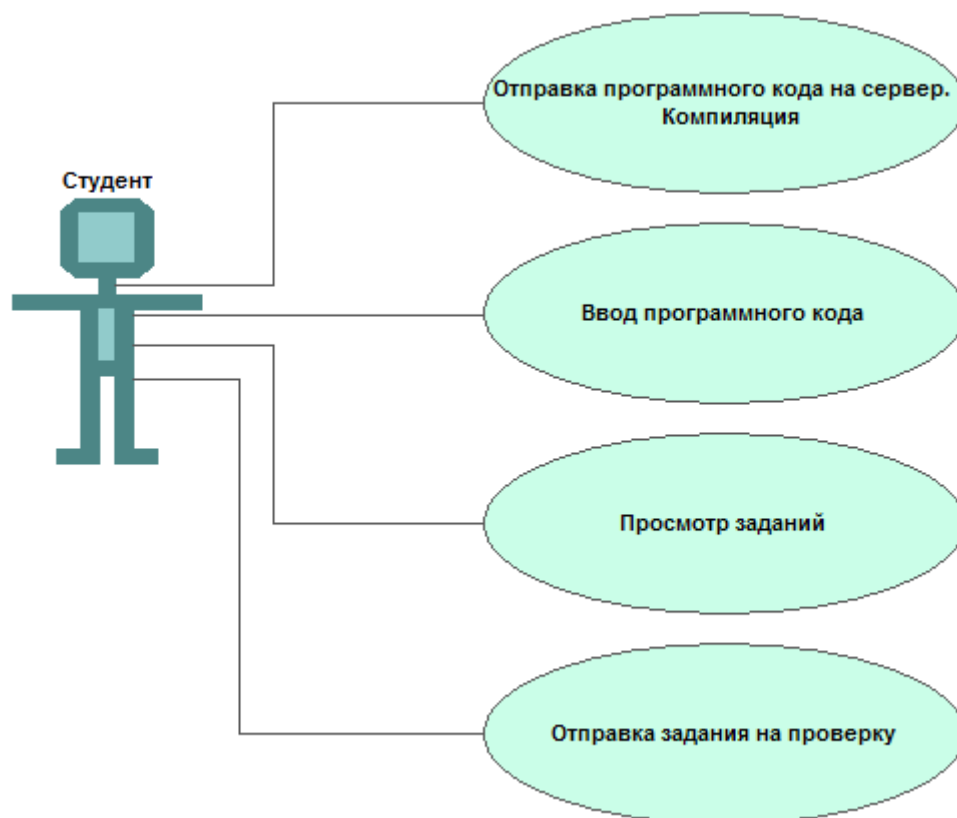 Отправка программного кода на сервер.
Компиляция
Студент
Ввод программного кода
Просмотр заданий
Отправка задания на проверку